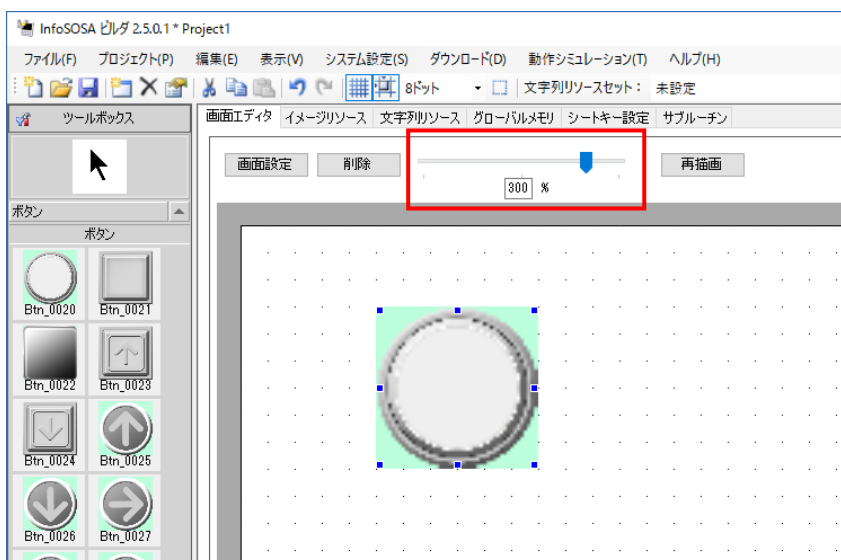 InfoSOSA ビルダ 2.5.0.1 * Project1
ファイル(F) プロジェクト(P) 編集(E) 表示(V) システム設定(S) ダウンロード(D) 動作シミュレーション(T) ヘルプ(H)
8ドット 文字列リソースセット： 未設定
ツールボックス 画面エディタ イメージリソース 文字列リソース グローバルメモリ シートキー設定 サブルーチン
画面設定 削除 再描画
300 %
ボタン
ボタン
Btn_0020 Btn_0021
Btn_0022 Btn_0023
Btn_0024 Btn_0025
Btn_0026 Btn_0027